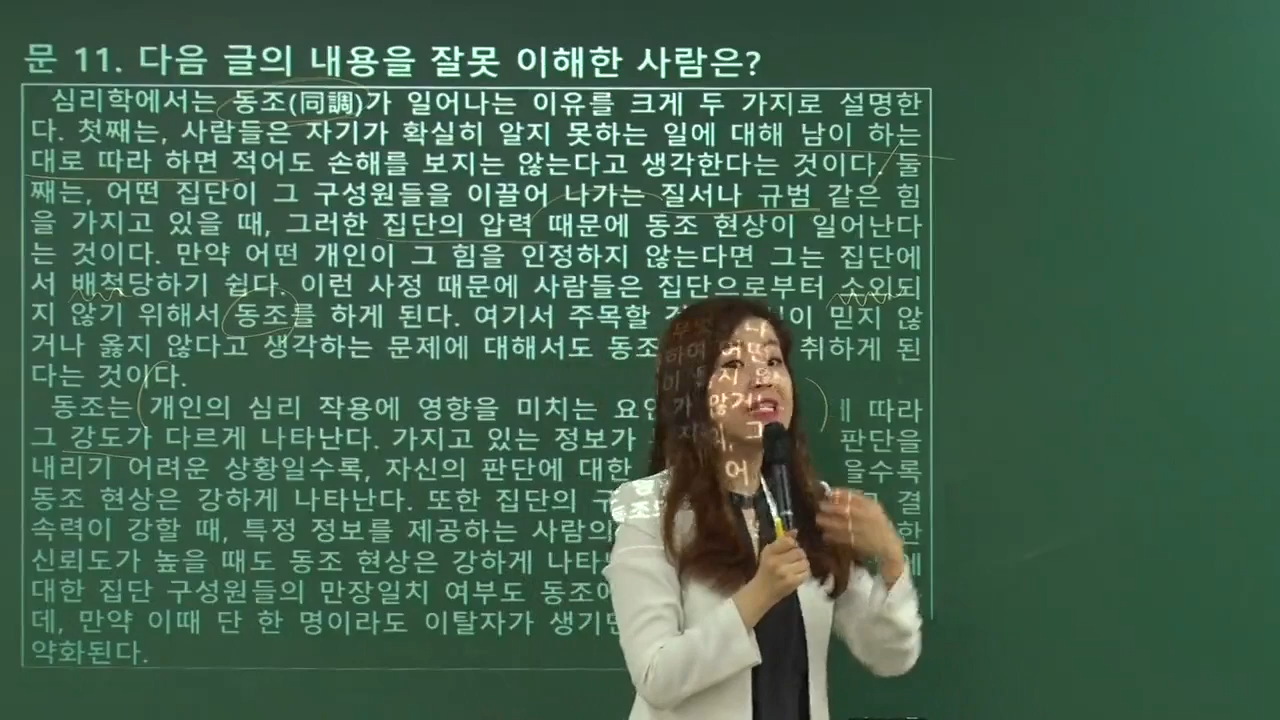 문 11. 다음 글의 내용을 잘못 이해한 사람은?
심리학에서는 동조(同調)가 일어나는 이유를 크게 두 가지로 설명한
다. 첫째는, 사람들은 자기가 확실히 알지 못하는 일에 대해 남이 하는
대로 따라 하면 적어도 손해를 보지는 않는다고 생각한다는 것이다. 둘
째는, 어떤 집단이 그 구성원들을 이끌어 나가는 질서나 규범 같은 힘
을 가지고 있을 때, 그러한 집단의 압력 때문에 동조 현상이 일어난다
는 것이다. 만약 어떤 개인이 그 힘을 인정하지 않는다면 그는 집단에
서 배척당하기 쉽다. 이런 사정 때문에 사람들은 집단으로부터 소외되
지 않기 위해서 동조를 하게 된다. 여기서 주목할 믿지 않
거나 옳지 않다고 생각하는 문제에 대해서도 동조 취하게 된
다는 것이다.
동조는 개인의 심리 작용에 영향을 미치는 따라
그 강도가 다르게 나타난다. 가지고 있는 정보가 판단을
내리기 어려운 상황일수록, 자신의 판단에 대한 을수록
동조 현상은 강하게 나타난다. 또한 집단의 결
속력이 강할 때, 특정 정보를 제공하는 사람의 한
신뢰도가 높을 때도 동조 현상은 강하게 에
대한 집단 구성원들의 만장일치 여부도
데, 만약 이때 단 한 명이라도 이탈자가
약화된다.